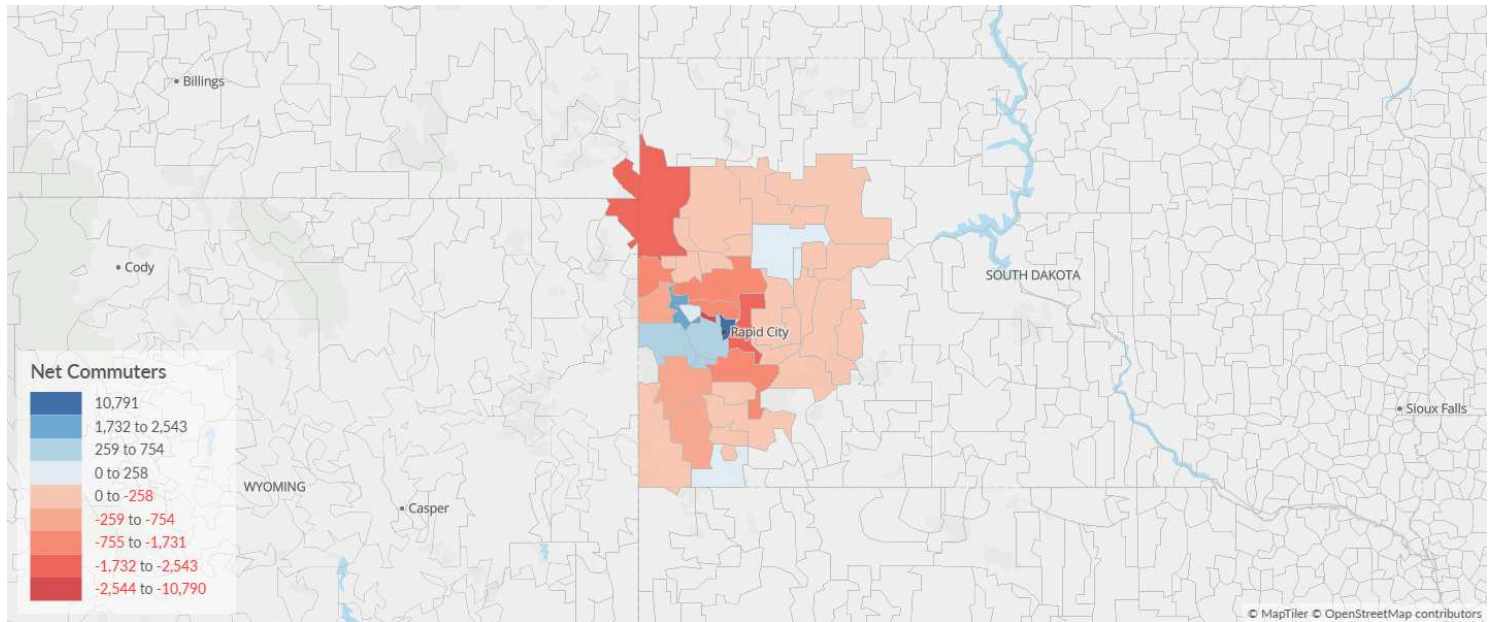 Billings
Cody
SOUTH DAKOTA
Rapid City
Net Commuters
10,791
1,732 to 2,543
259 to 754
0 to 258
0 to -258
-259 to -754
-755 to -1,731
-1,732 to -2,543
-2,544 to -10,790
Sioux Falls
WYOMING
Casper
© MapTiler © OpenStreetMap contributors